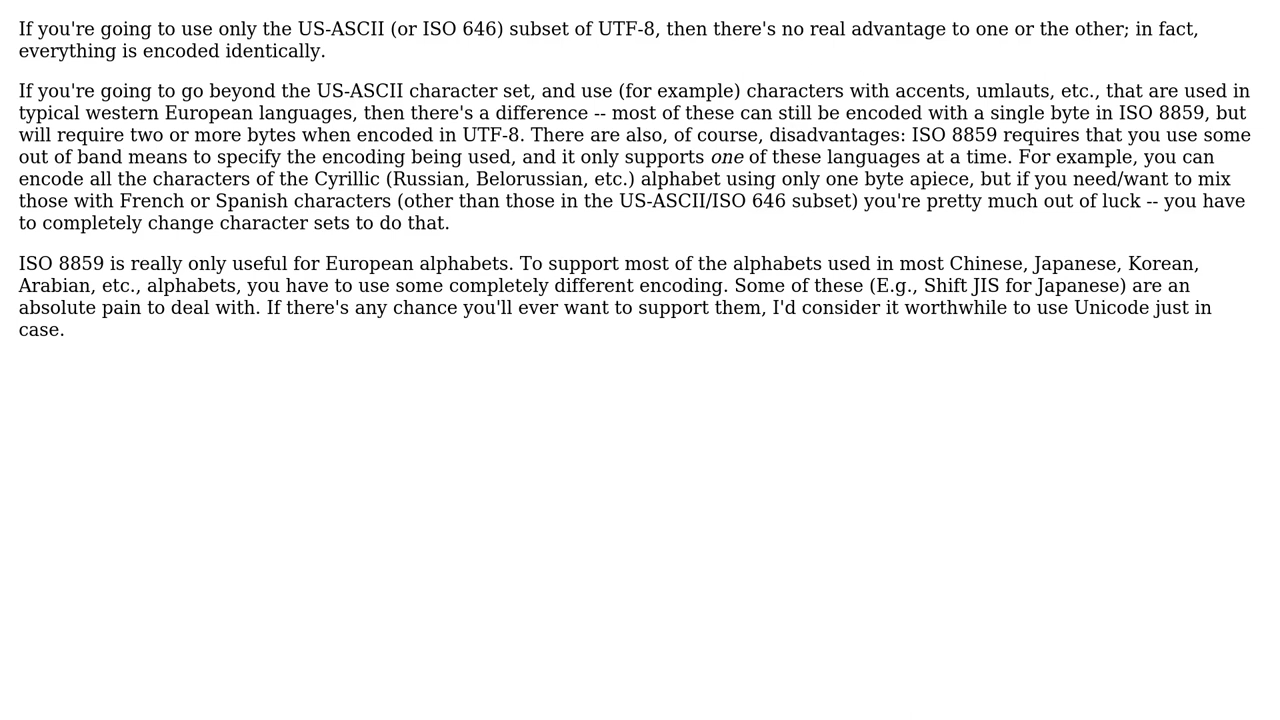 If you're going to use only the US-ASCII (or ISO 646) subset of UTF-8, then there's no real advantage to one or the other; in fact,
everything is encoded identically.
If you're going to go beyond the US-ASCII character set, and use (for example) characters with accents, umlauts, etc., that are used in
typical western European languages, then there's a difference -- most of these can still be encoded with a single byte in ISO 8859, but
will require two or more bytes when encoded in UTF-8. There are also, of course, disadvantages: ISO 8859 requires that you use some
out of band means to specify the encoding being used, and it only supports one of these languages at a time. For example, you can
encode all the characters of the Cyrillic (Russian, Belorussian, etc.) alphabet using only one byte apiece, but if you need/want to mix
those with French or Spanish characters (other than those in the US-ASCII/ISO 646 subset) you're pretty much out of luck -- you have
to completely change character sets to do that.
ISO 8859 is really only useful for European alphabets. To support most of the alphabets used in most Chinese, Japanese, Korean,
Arabian, etc., alphabets, you have to use some completely different encoding. Some of these (E.g., Shift JIS for Japanese) are an
absolute pain to deal with. If there's any chance you'll ever want to support them, I'd consider it worthwhile to use Unicode just in
case.